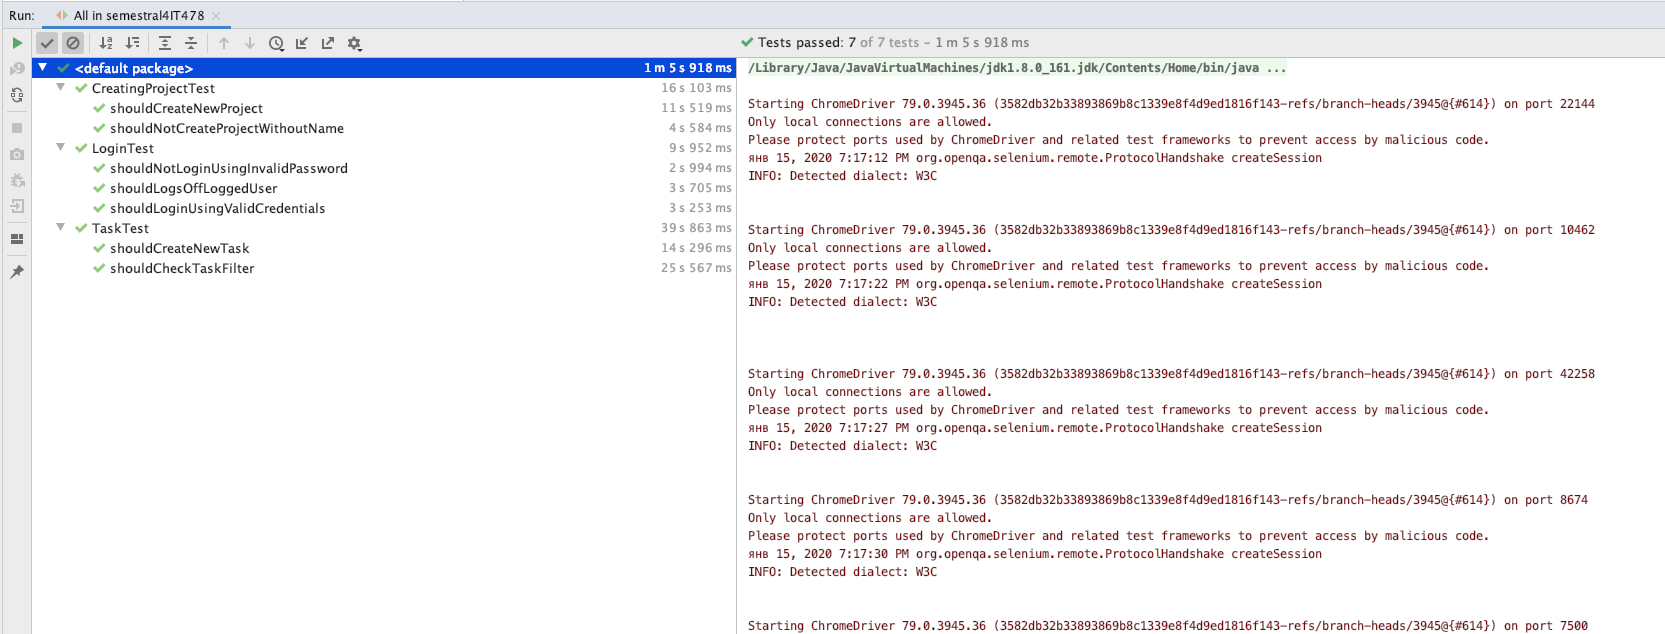 Run: All in semestral4IT478
Tests passed: 7 of 7 tests – 1 m 5 s 918 ms
<default package> 1 m 5 s 918 ms
CreatingProjectTest 16 s 103 ms
shouldCreateNewProject 11 s 519 ms
shouldNotCreateProjectWithoutName 4 s 584 ms
LoginTest 9 s 952 ms
shouldNotLoginUsingInvalidPassword 2 s 994 ms
shouldLogsOffLoggedUser 3 s 705 ms
shouldLoginUsingValidCredentials 3 s 253 ms
TaskTest 39 s 863 ms
shouldCreateNewTask 14 s 296 ms
shouldCheckTaskFilter 25 s 567 ms
/Library/Java/JavaVirtualMachines/jdk1.8.0_161.jdk/Contents/Home/bin/java ...
Starting ChromeDriver 79.0.3945.36 (3582db32b33893869b8c1339e8f4d9ed1816f143-refs/branch-heads/3945@{#614}) on port 22144
Only local connections are allowed.
Please protect ports used by ChromeDriver and related test frameworks to prevent access by malicious code.
янв 15, 2020 7:17:12 PM org.openqa.selenium.remote.ProtocolHandshake createSession
INFO: Detected dialect: W3C
Starting ChromeDriver 79.0.3945.36 (3582db32b33893869b8c1339e8f4d9ed1816f143-refs/branch-heads/3945@{#614}) on port 10462
Only local connections are allowed.
Please protect ports used by ChromeDriver and related test frameworks to prevent access by malicious code.
янв 15, 2020 7:17:22 PM org.openqa.selenium.remote.ProtocolHandshake createSession
INFO: Detected dialect: W3C
Starting ChromeDriver 79.0.3945.36 (3582db32b33893869b8c1339e8f4d9ed1816f143-refs/branch-heads/3945@{#614}) on port 42258
Only local connections are allowed.
Please protect ports used by ChromeDriver and related test frameworks to prevent access by malicious code.
янв 15, 2020 7:17:27 PM org.openqa.selenium.remote.ProtocolHandshake createSession
INFO: Detected dialect: W3C
Starting ChromeDriver 79.0.3945.36 (3582db32b33893869b8c1339e8f4d9ed1816f143-refs/branch-heads/3945@{#614}) on port 8674
Only local connections are allowed.
Please protect ports used by ChromeDriver and related test frameworks to prevent access by malicious code.
янв 15, 2020 7:17:30 PM org.openqa.selenium.remote.ProtocolHandshake createSession
INFO: Detected dialect: W3C
Starting ChromeDriver 79.0.3945.36 (3582db32b33893869b8c1339e8f4d9ed1816f143-refs/branch-heads/3945@{#614}) on port 7500